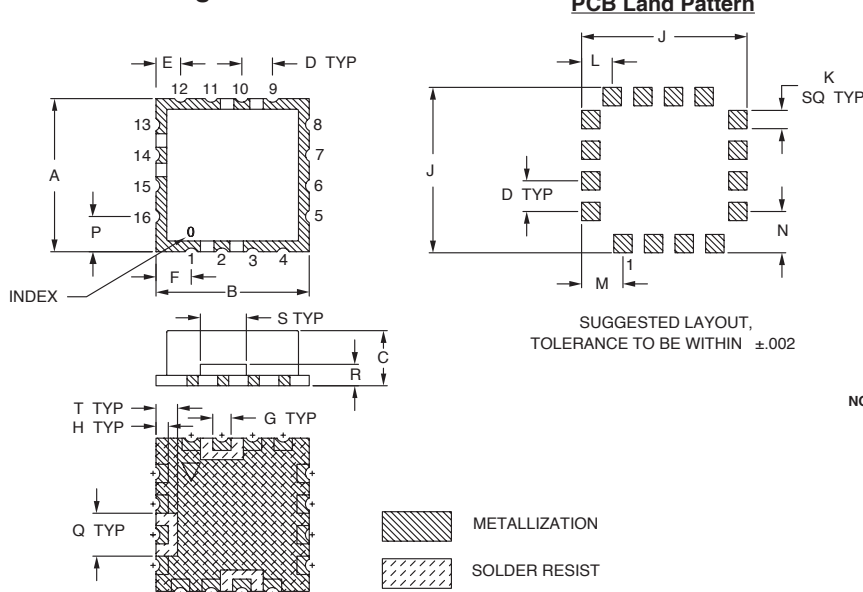 PCB Land Pattern
E
D TYP
12 11 10 9
13
14
15
16
8
7
6
5
A
P
0
1 2 3 4
F
B
INDEX
J
L
K
SQ TYP
J
D TYP
N
1
M
SUGGESTED LAYOUT,
TOLERANCE TO BE WITHIN ±.002
S TYP
C
R
T TYP
H TYP
G TYP
Q TYP
METALLIZATION
SOLDER RESIST